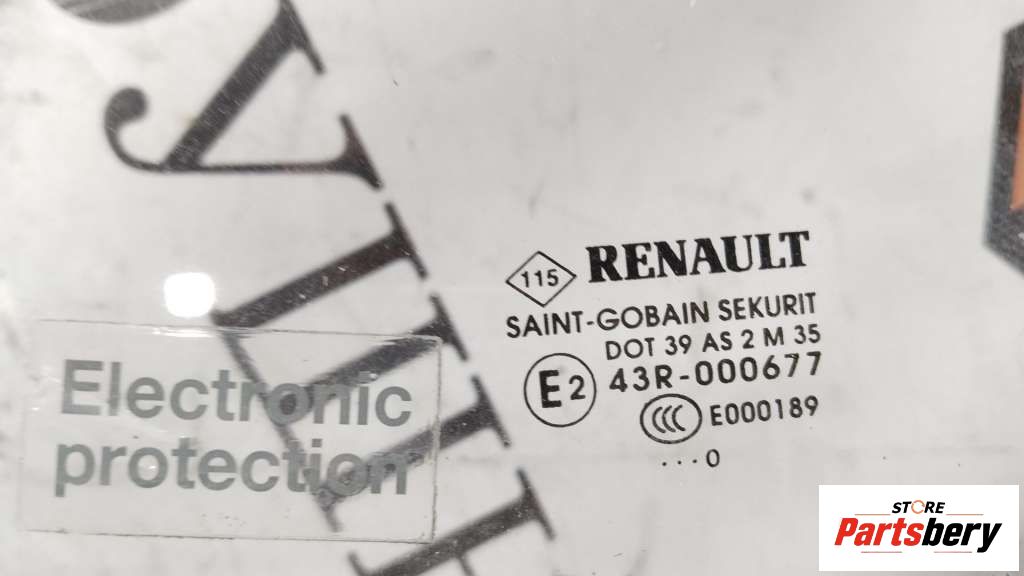 115 RENAULT
SAINT-GOBAIN SEKURIT
DOT 39 AS 2 M 35
E2 43R-000677
CCC E000189
...0
Electronic
protection
STORE
Partsbery